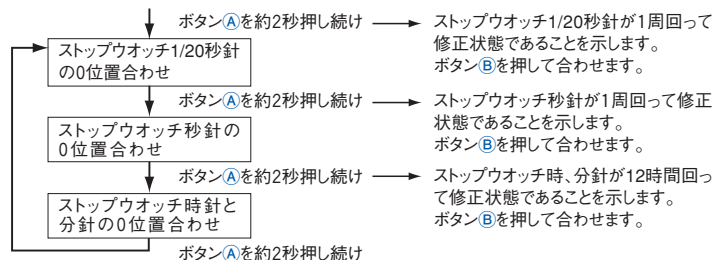 ボタンⒶを約2秒押し続け
ストップウオッチ1/20秒針が1周回って
修正状態であることを示します。
ボタンⒷを押して合わせます。
ストップウオッチ1/20秒針
の0位置合わせ
ボタンⒶを約2秒押し続け
ストップウオッチ秒針が1周回って修正
状態であることを示します。
ボタンⒷを押して合わせます。
ストップウオッチ秒針の
0位置合わせ
ボタンⒶを約2秒押し続け
ストップウオッチ時、分針が12時間回っ
て修正状態であることを示します。
ボタンⒷを押して合わせます。
ストップウオッチ時針と
分針の0位置合わせ
ボタンⒶを約2秒押し続け